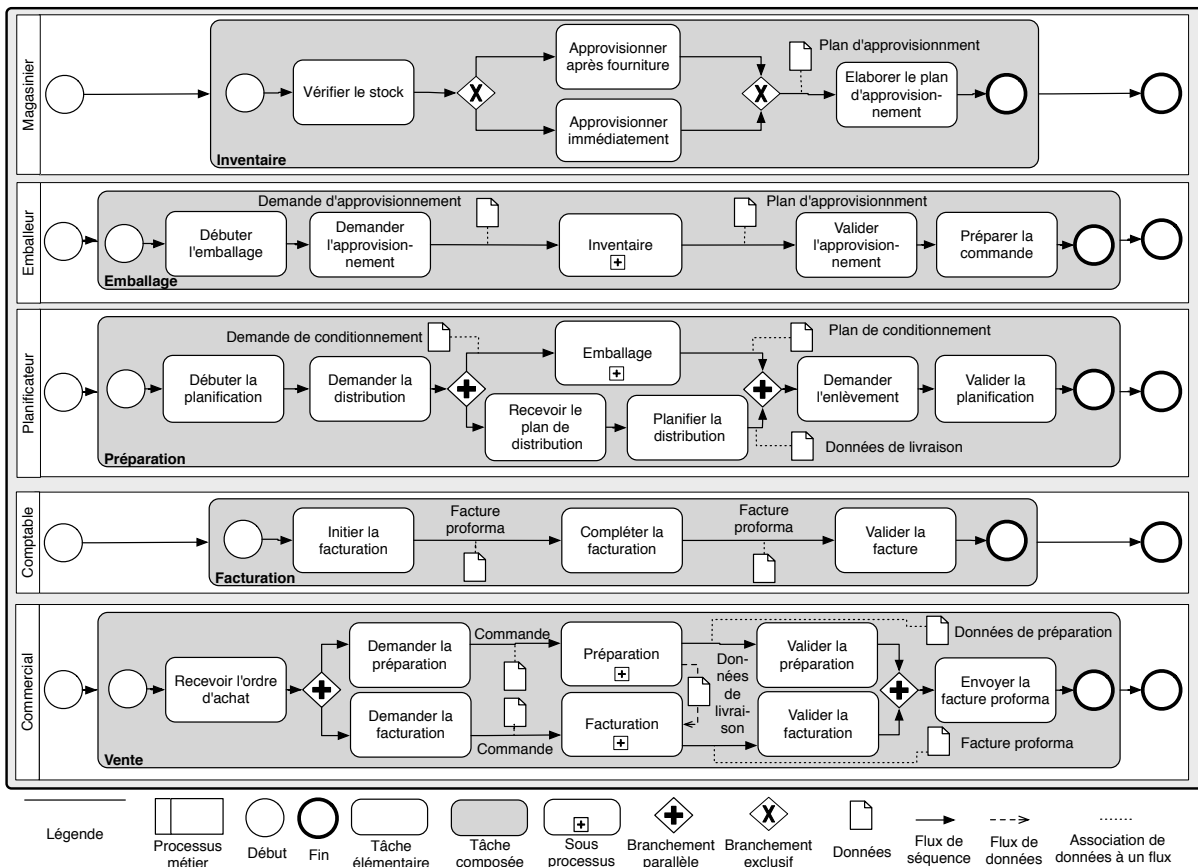 Magasinier
Vérifier le stock
Approvisionner
après fourniture
Approvisionner
immédiatement
Plan d'approvisionnment
Elaborer le plan
d'approvision-
nement
Inventaire
Emballeur
Demande d'approvisionnement
Plan d'approvisionnment
Débuter
l'emballage
Demander
l'approvision-
nement
Inventaire
Valider
l'approvision-
nement
Préparer la
commande
Emballage
Planificateur
Demande de conditionnement
Plan de conditionnement
Débuter la
planification
Demander la
distribution
Emballage
Recevoir le
plan de
distribution
Planifier la
distribution
Demander
l'enlèvement
Valider la
planification
Données de livraison
Préparation
Comptable
Initier la
facturation
Facture
proforma
Compléter la
facturation
Facture
proforma
Valider la
facture
Facturation
Commercial
Recevoir l'ordre
d'achat
Demander la
préparation
Demander la
facturation
Commande
Commande
Préparation
Facturation
Don-
nées
de
livrai-
son
Valider la
préparation
Valider la
facturation
Données de préparation
Envoyer la
facture proforma
Facture proforma
Vente
Légende
Processus
métier
Début
Fin
Tâche
élémentaire
Tâche
composée
Sous
processus
Branchement
parallèle
Branchement
exclusif
Données
Flux de
séquence
Flux de
données
Association de
données à un flux